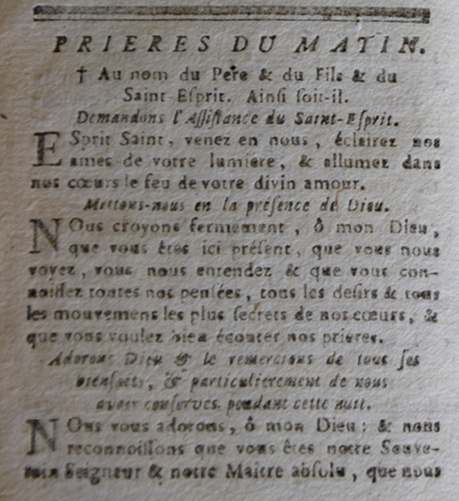 PRIERES DU MATIN.
† Au nom du Pere & du Fils & du
Saint Eſprit. Ainſi ſoit-il.
Demandons l'Aſſiſtance du Saint-Eſprit.
ESprit Saint, venez en nous, éclairez nos
ames de votre lumiere, & allumez dans
nos cœurs le feu de votre divin amour.
Mettons-nous en la préſence de Dieu.
NOus croyons fermement, ô mon Dieu,
que vous êtes ici préſent, que vous nous
voyez, vous nous entendez & que vous con-
noiſſez toutes nos penſées, tous les deſirs & tous
les mouvemens les plus ſecrets de nos cœurs, &
que vous voulez bien écouter nos prieres.
Adorons Dieu & le remercions de tous ſes
bienfaits, & particulièrement de nous
avoir conſervés pendant cette nuit.
NOus vous adorons, ô mon Dieu; & nous
reconnoiſſons que vous êtes notre Souve-
rain Seigneur & notre Maitre abſolu, que nous